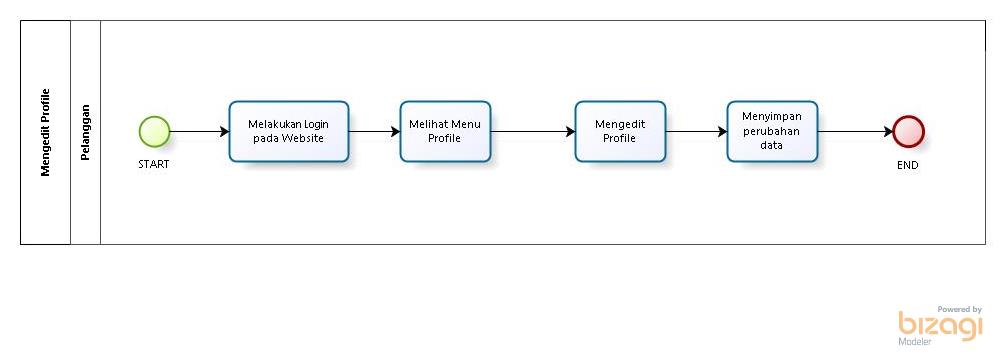 Mengedit Profile
Pelanggan
START
Melakukan Login
pada Website
Melihat Menu
Profile
Mengedit
Profile
Menyimpan
perubahan
data
END
Powered by
bizagi
Modeler